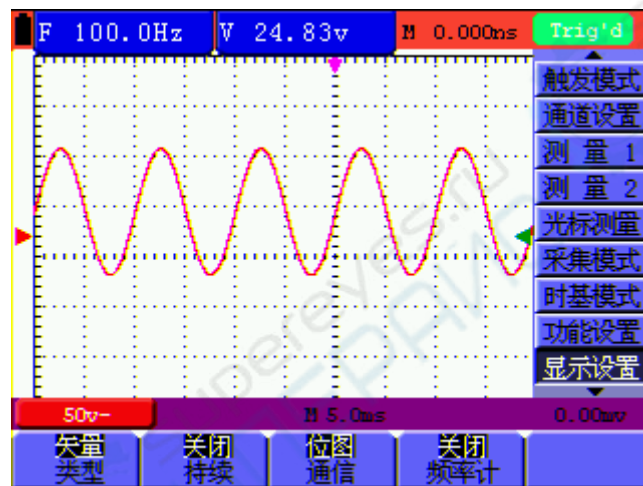 F 100.0Hz V 24.83v M 0.000ns Trig'd
触发模式
通道设置
测量 1
测量 2
光标测量
采集模式
时基模式
功能设置
显示设置
50v~ M 5.0ms 0.00mv
矢量 关闭 位图 关闭
类型 持续 通信 频率计
supereyes.ru